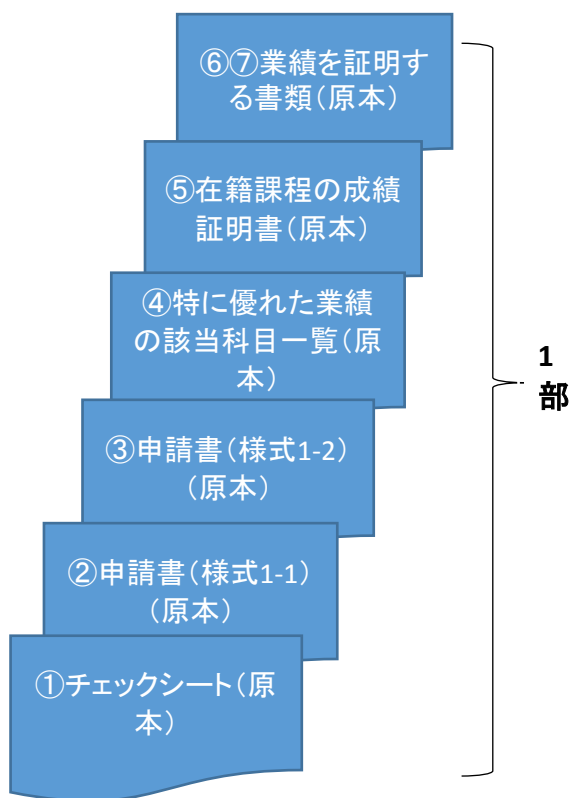 ⑥⑦業績を証明す
る書類(原本)
⑤在籍課程の成績
証明書(原本)
④特に優れた業績
の該当科目一覧(原
本)
③申請書(様式1-2)
(原本)
②申請書(様式1-1)
(原本)
①チェックシート(原
本)
1
部